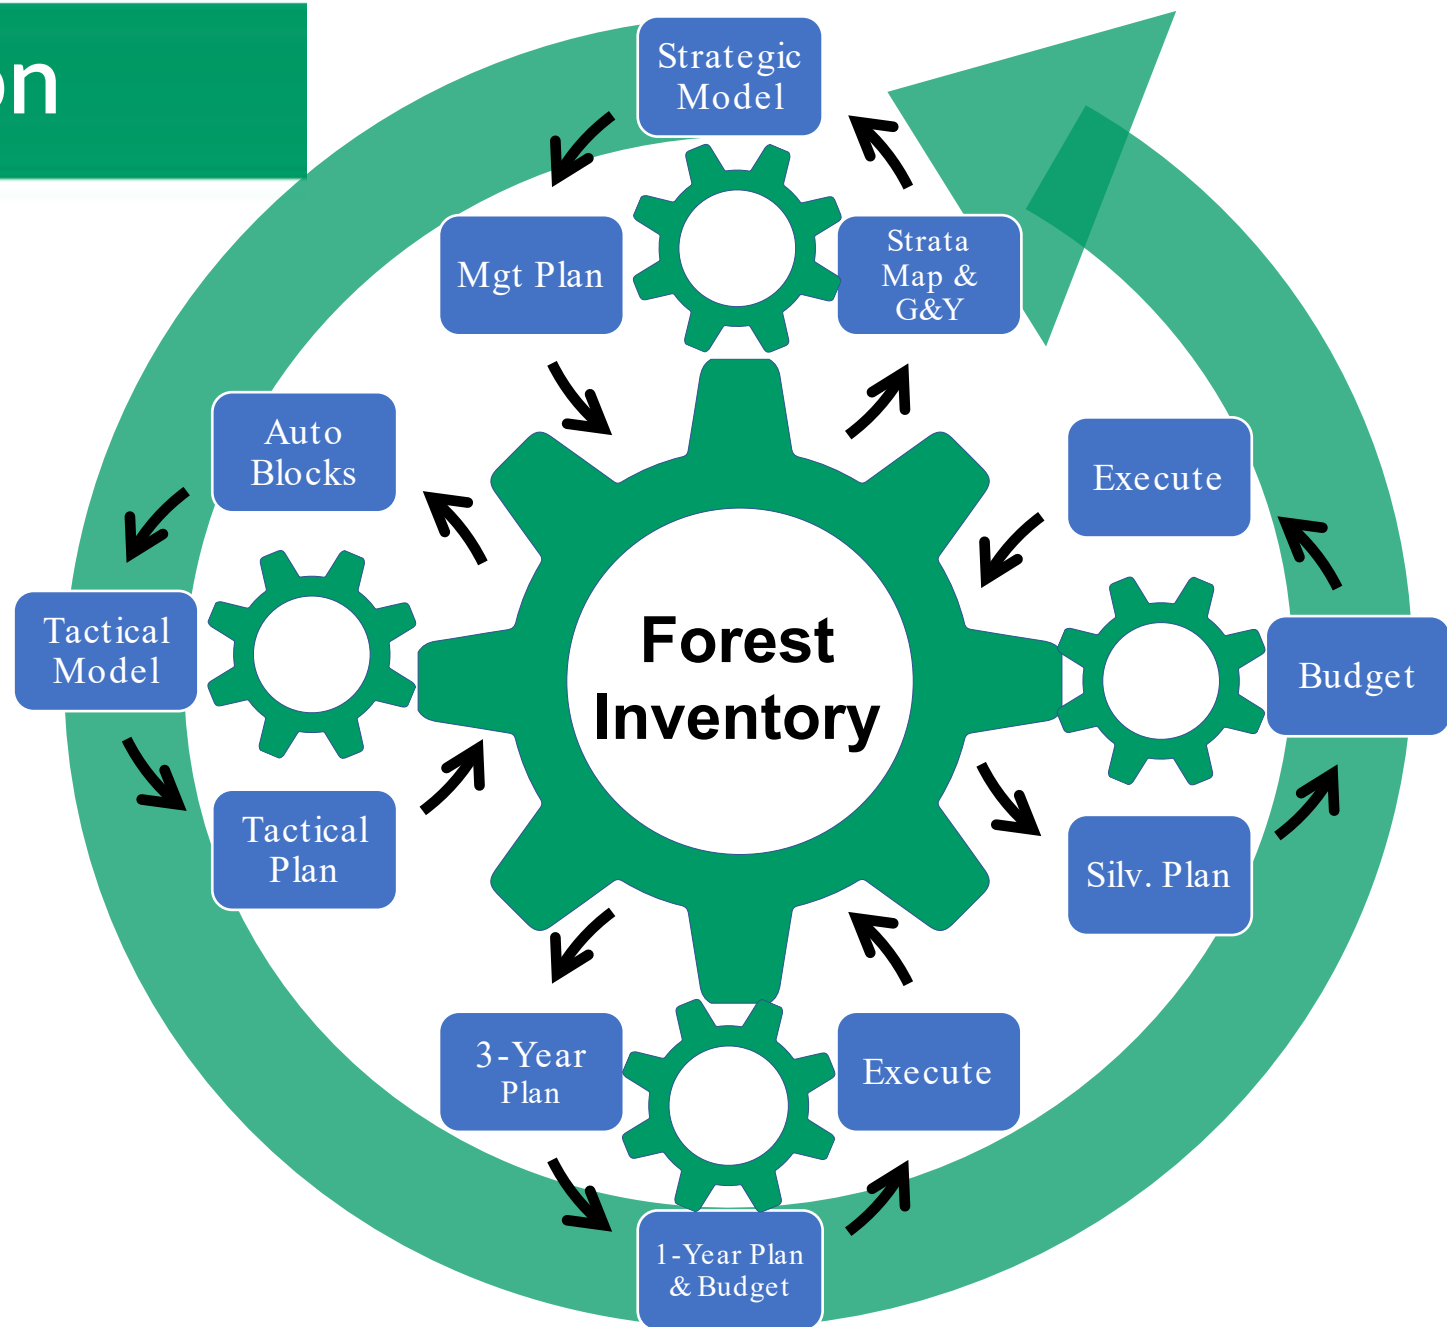 on
Strategic
Model
Mgt Plan
Strata
Map &
G&Y
Auto
Blocks
Execute
Tactical
Model
Forest
Inventory
Budget
Tactical
Plan
Silv. Plan
3-Year
Plan
Execute
1-Year Plan
& Budget